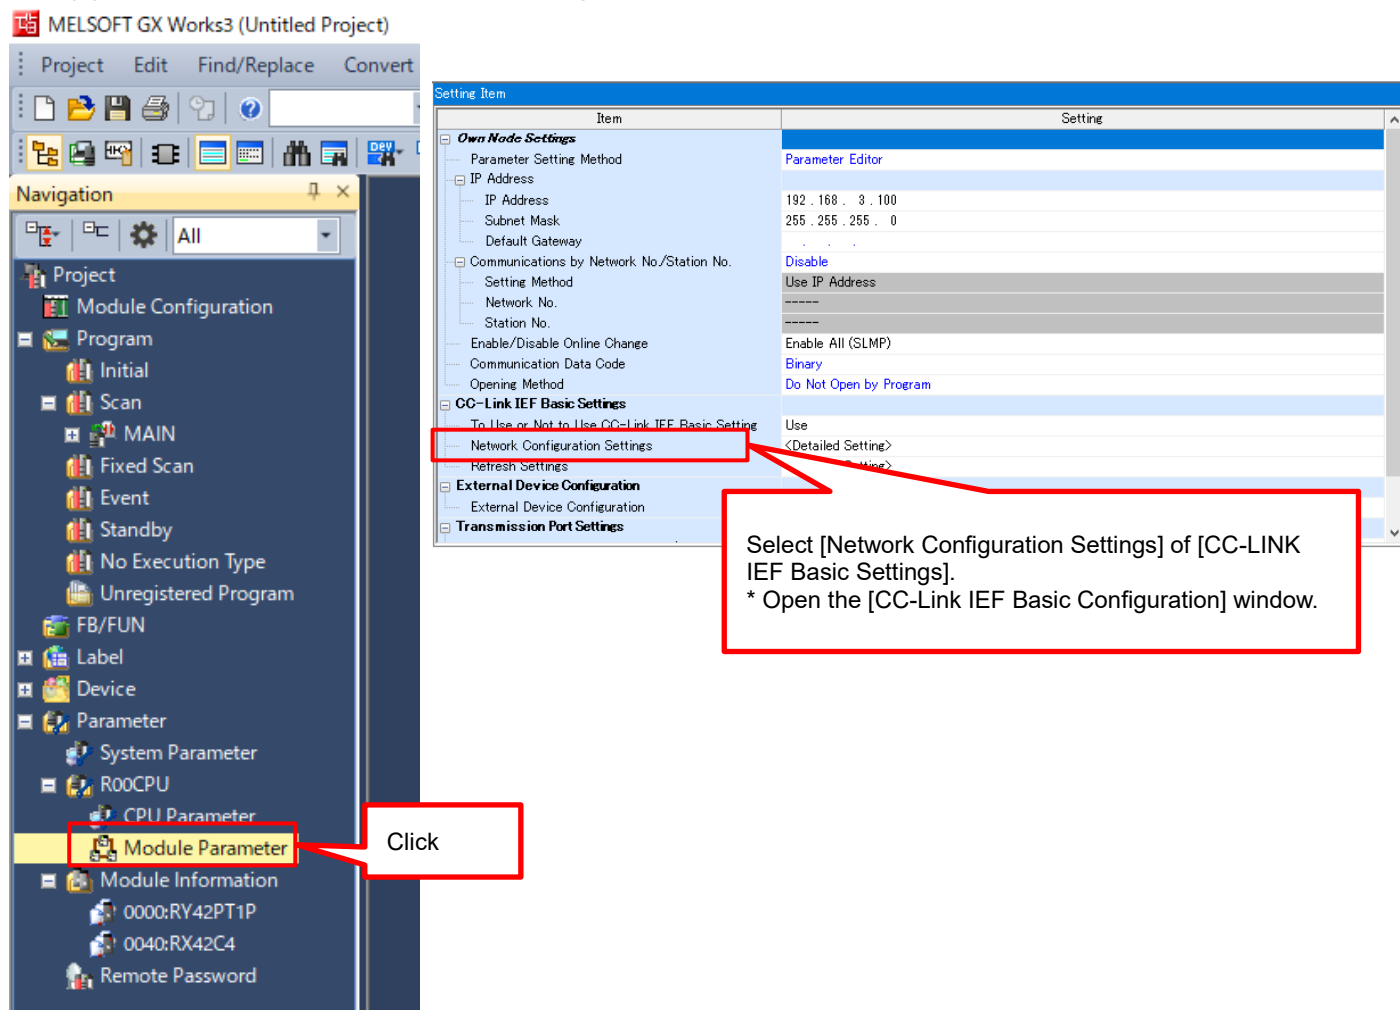 MELSOFT GX Works3 (Untitled Project)
Project Edit Find/Replace Convert
Navigation
All
Project
Module Configuration
Program
Initial
Scan
MAIN
Fixed Scan
Event
Standby
No Execution Type
Unregistered Program
FB/FUN
Label
Device
Parameter
System Parameter
R00CPU
CPU Parameter
Module Parameter
Module Information
0000:RY42PT1P
0040:RX42C4
Remote Password
Click
Setting Item
Item Setting
Own Node Settings
Parameter Setting Method Parameter Editor
IP Address
IP Address 192 . 168 . 3 . 100
Subnet Mask 255 . 255 . 255 . 0
Default Gateway . . .
Communications by Network No./Station No. Disable
Setting Method Use IP Address
Network No. -----
Station No. -----
Enable/Disable Online Change Enable All (SLMP)
Communication Data Code Binary
Opening Method Do Not Open by Program
CC-Link IEF Basic Settings
To Use or Not to Use CC-Link IEF Basic Setting Use
Network Configuration Settings <Detailed Setting>
Refresh Settings
External Device Configuration
External Device Configuration
Transmission Port Settings
Select [Network Configuration Settings] of [CC-LINK
IEF Basic Settings].
* Open the [CC-Link IEF Basic Configuration] window.